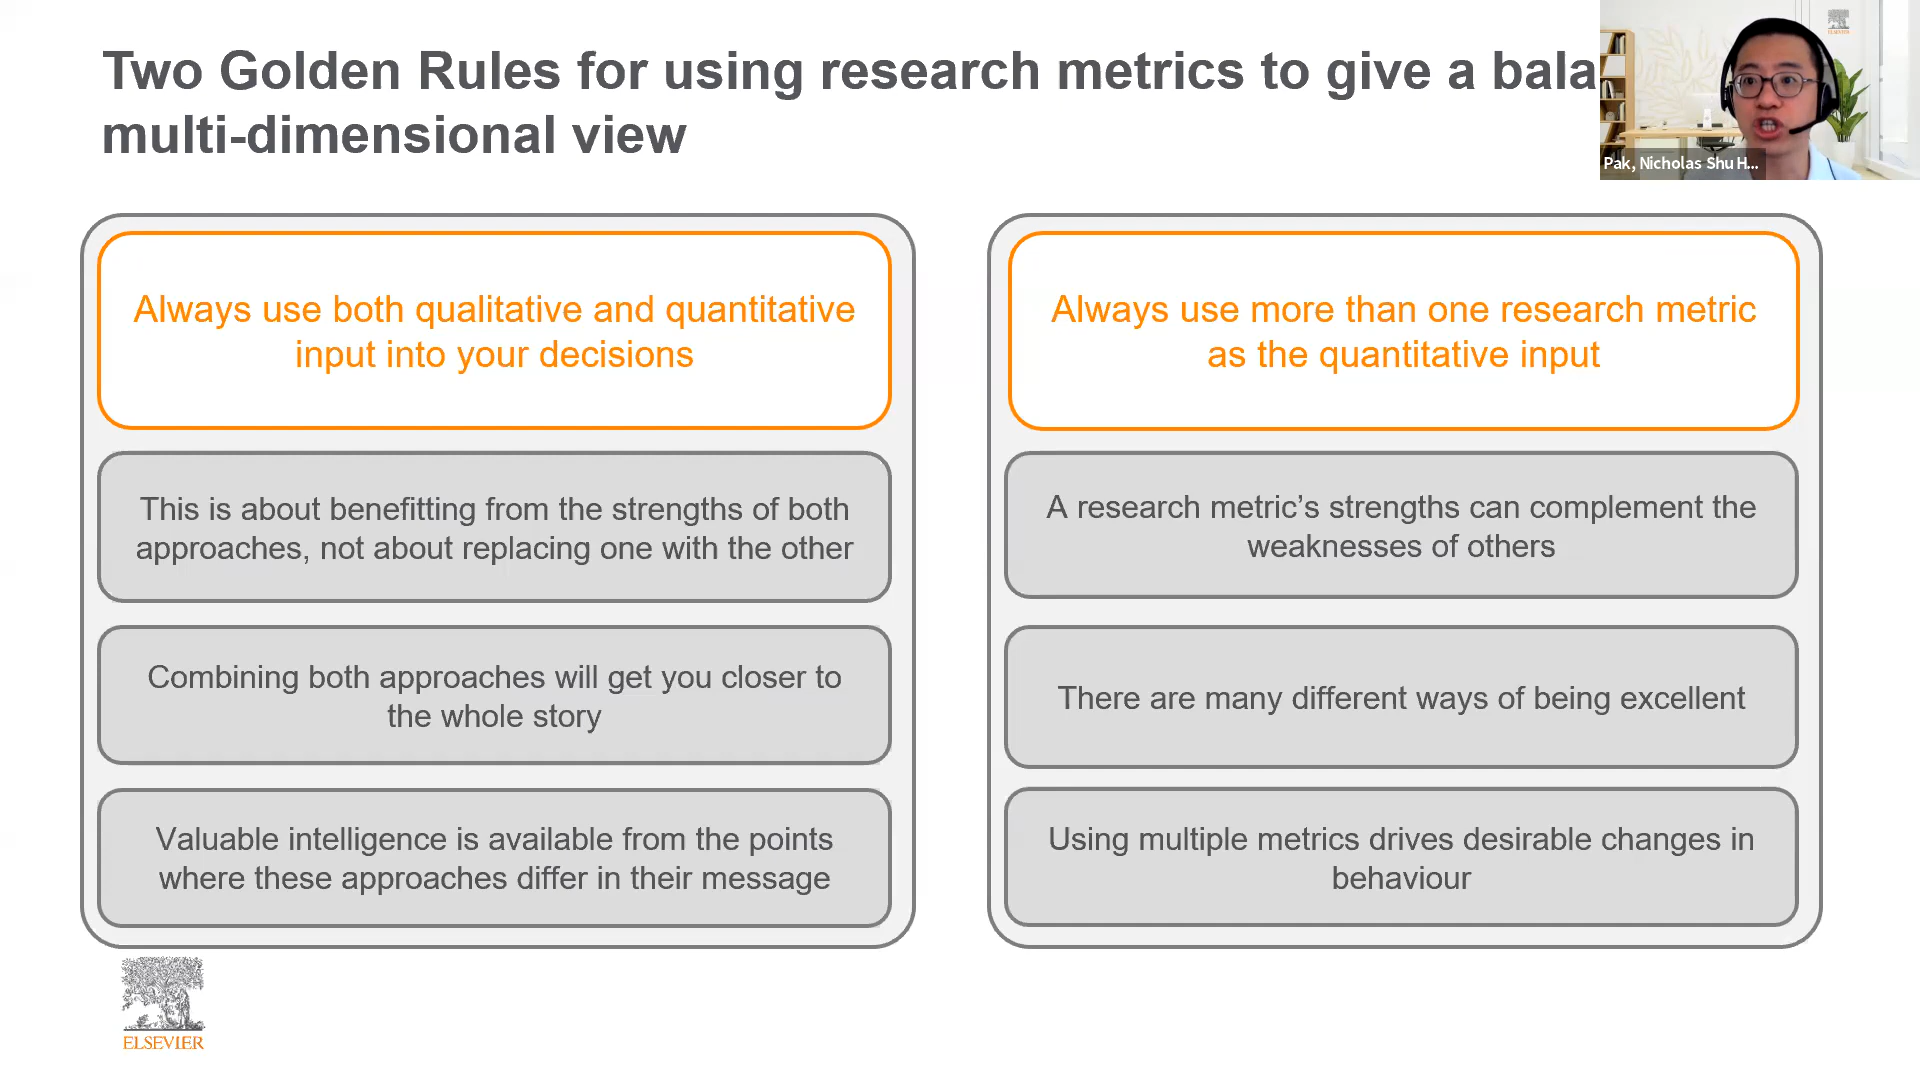 Two Golden Rules for using research metrics to give a bala
multi-dimensional view
ELSEVIER
Pak, Nicholas Shu H...
Always use both qualitative and quantitative
input into your decisions
This is about benefitting from the strengths of both
approaches, not about replacing one with the other
Combining both approaches will get you closer to
the whole story
Valuable intelligence is available from the points
where these approaches differ in their message
Always use more than one research metric
as the quantitative input
A research metric’s strengths can complement the
weaknesses of others
There are many different ways of being excellent
Using multiple metrics drives desirable changes in
behaviour
ELSEVIER